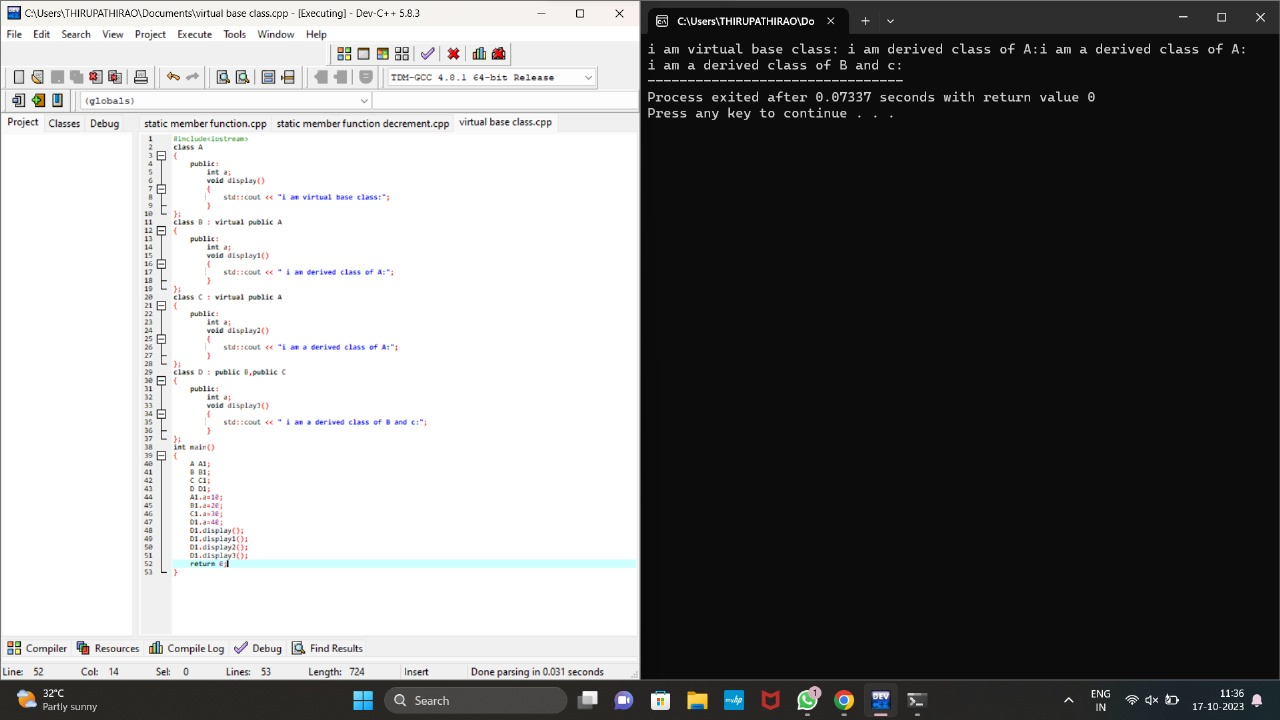 C:\Users\THIRUPATHIRAO\Documents\virtual base class.cpp - [Executing] - Dev-C++ 5.8.3
File Edit Search View Project Execute Tools Window Help
TDM-GCC 4.8.1 64-bit Release
(globals)
Project Classes Debug static member function.cpp static member function decrement.cpp virtual base class.cpp
1 #include<iostream>
2 class A
3 {
4 public:
5 int a;
6 void display()
7 {
8 std::cout << "i am virtual base class:";
9 }
10 };
11 class B : virtual public A
12 {
13 public:
14 int a;
15 void display1()
16 {
17 std::cout << " i am derived class of A:";
18 }
19 };
20 class C : virtual public A
21 {
22 public:
23 int a;
24 void display2()
25 {
26 std::cout << "i am a derived class of A:";
27 }
28 };
29 class D : public B,public C
30 {
31 public:
32 int a;
33 void display3()
34 {
35 std::cout << " i am a derived class of B and c:";
36 }
37 };
38 int main()
39 {
40 A A1;
41 B B1;
42 C C1;
43 D D1;
44 A1.a=10;
45 B1.a=20;
46 C1.a=30;
47 D1.a=40;
48 D1.display();
49 D1.display1();
50 D1.display2();
51 D1.display3();
52 return 0;
53 }
Compiler Resources Compile Log Debug Find Results
Line: 52 Col: 14 Sel: 0 Lines: 53 Length: 724 Insert Done parsing in 0.031 seconds
C:\Users\THIRUPATHIRAO\Do
i am virtual base class: i am derived class of A:i am a derived class of A:
i am a derived class of B and c:
--------------------------------
Process exited after 0.07337 seconds with return value 0
Press any key to continue . . .
32°C
Partly sunny
Search
DEV
1
ENG
IN
11:36
17-10-2023